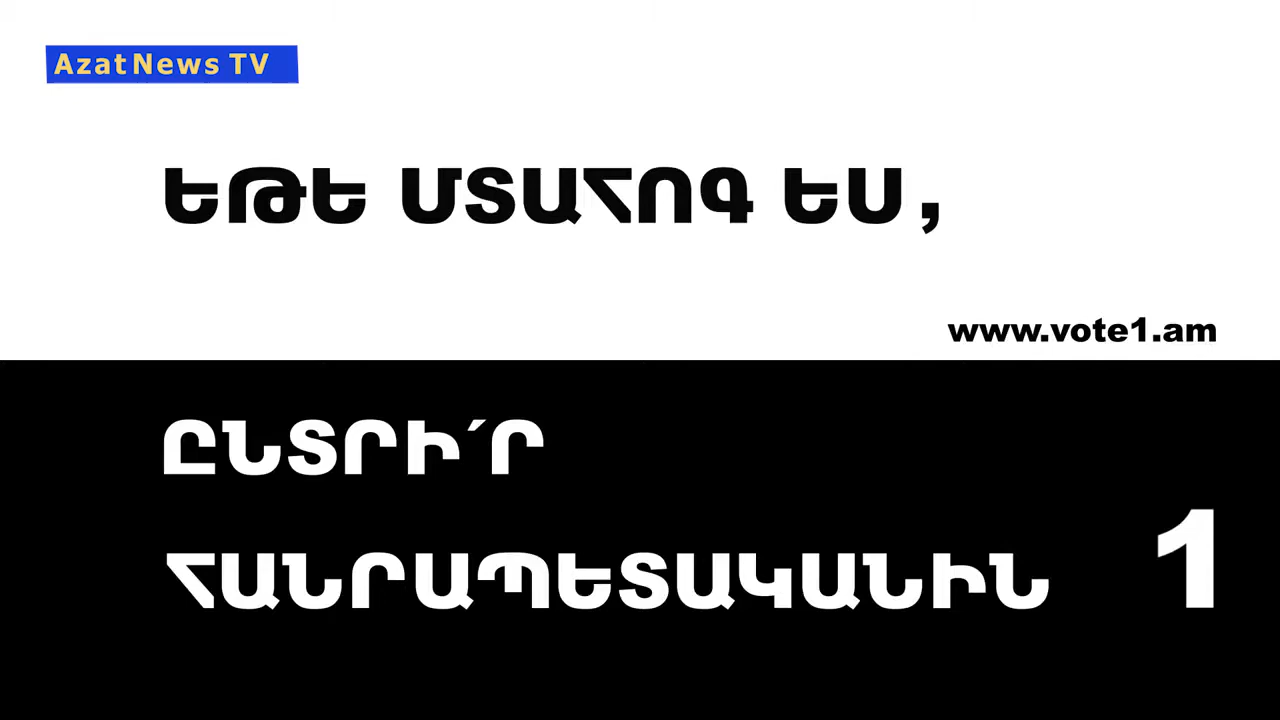 AzatNews TV
ԵԹԵ ՄՏԱՀՈԳ ԵՍ,
www.vote1.am
ԸՆՏՐԻ՛Ր
ՀԱՆՐԱՊԵՏԱԿԱՆԻՆ
1